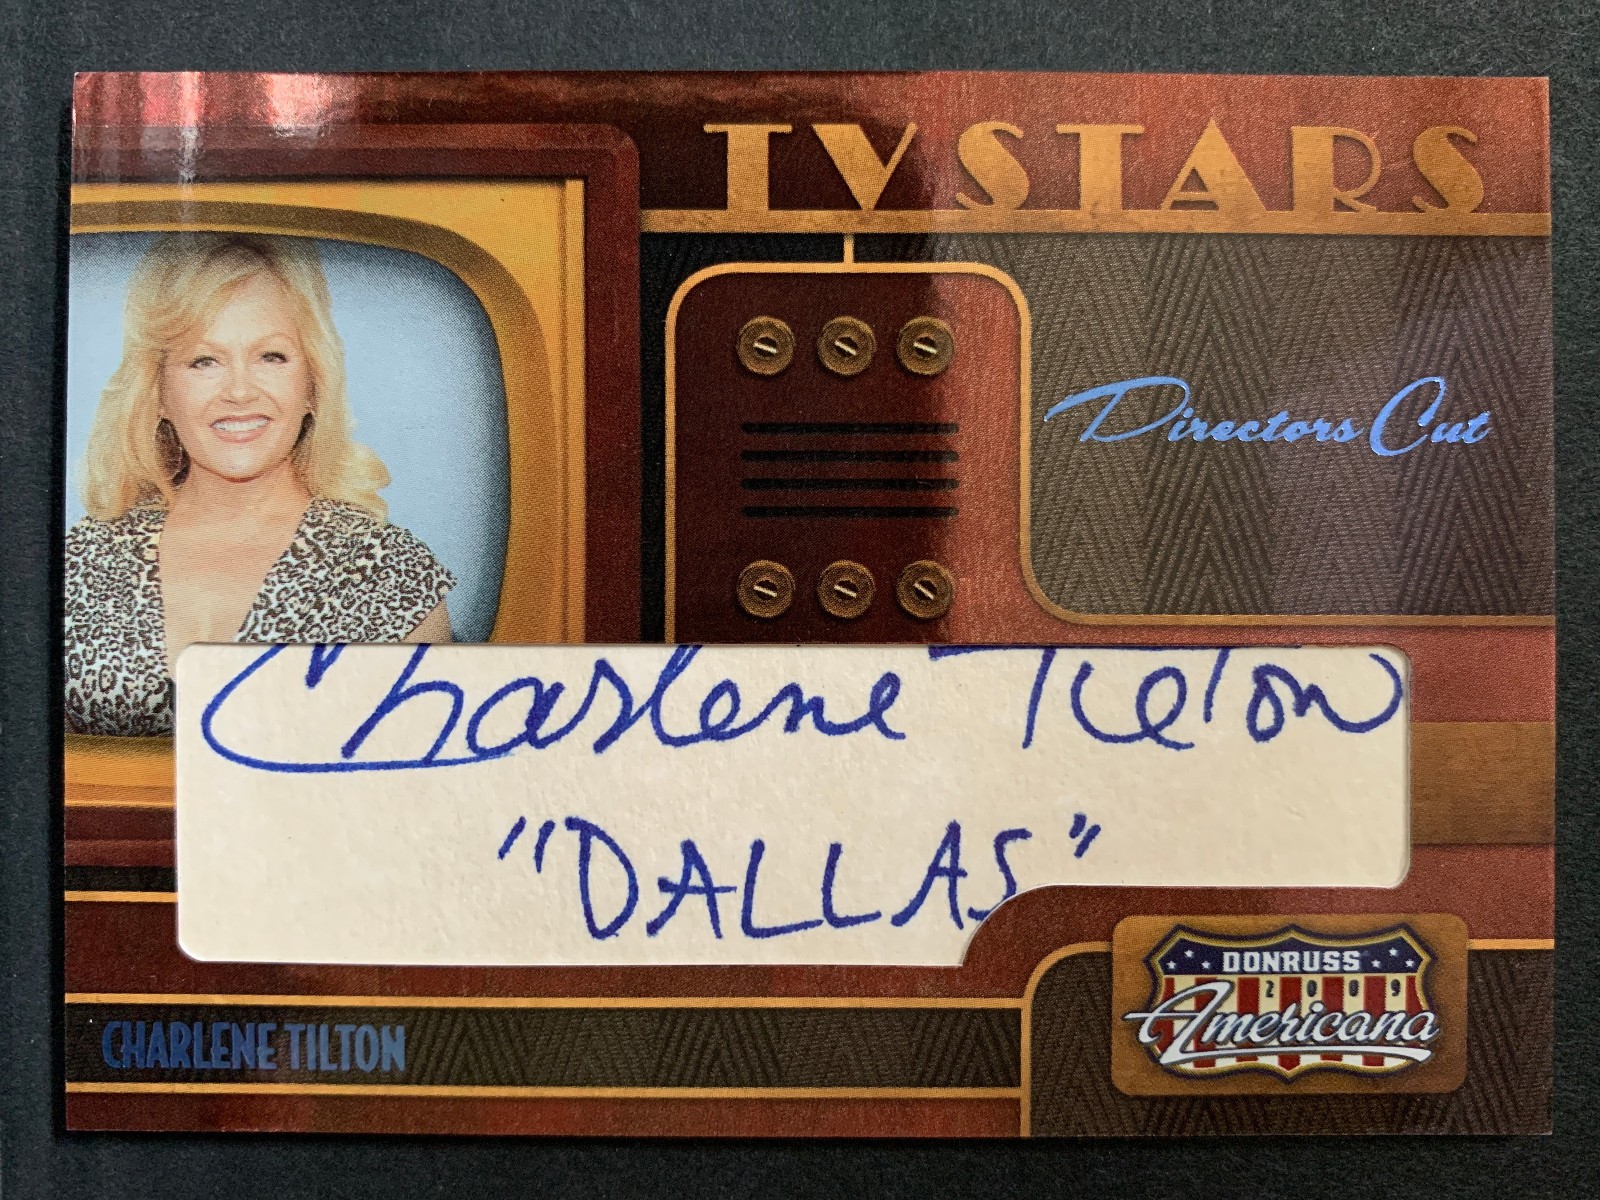 TV STARS
Directors Cut
Charlene Tilton
"DALLAS"
CHARLENE TILTON
DONRUSS
2009
Americana